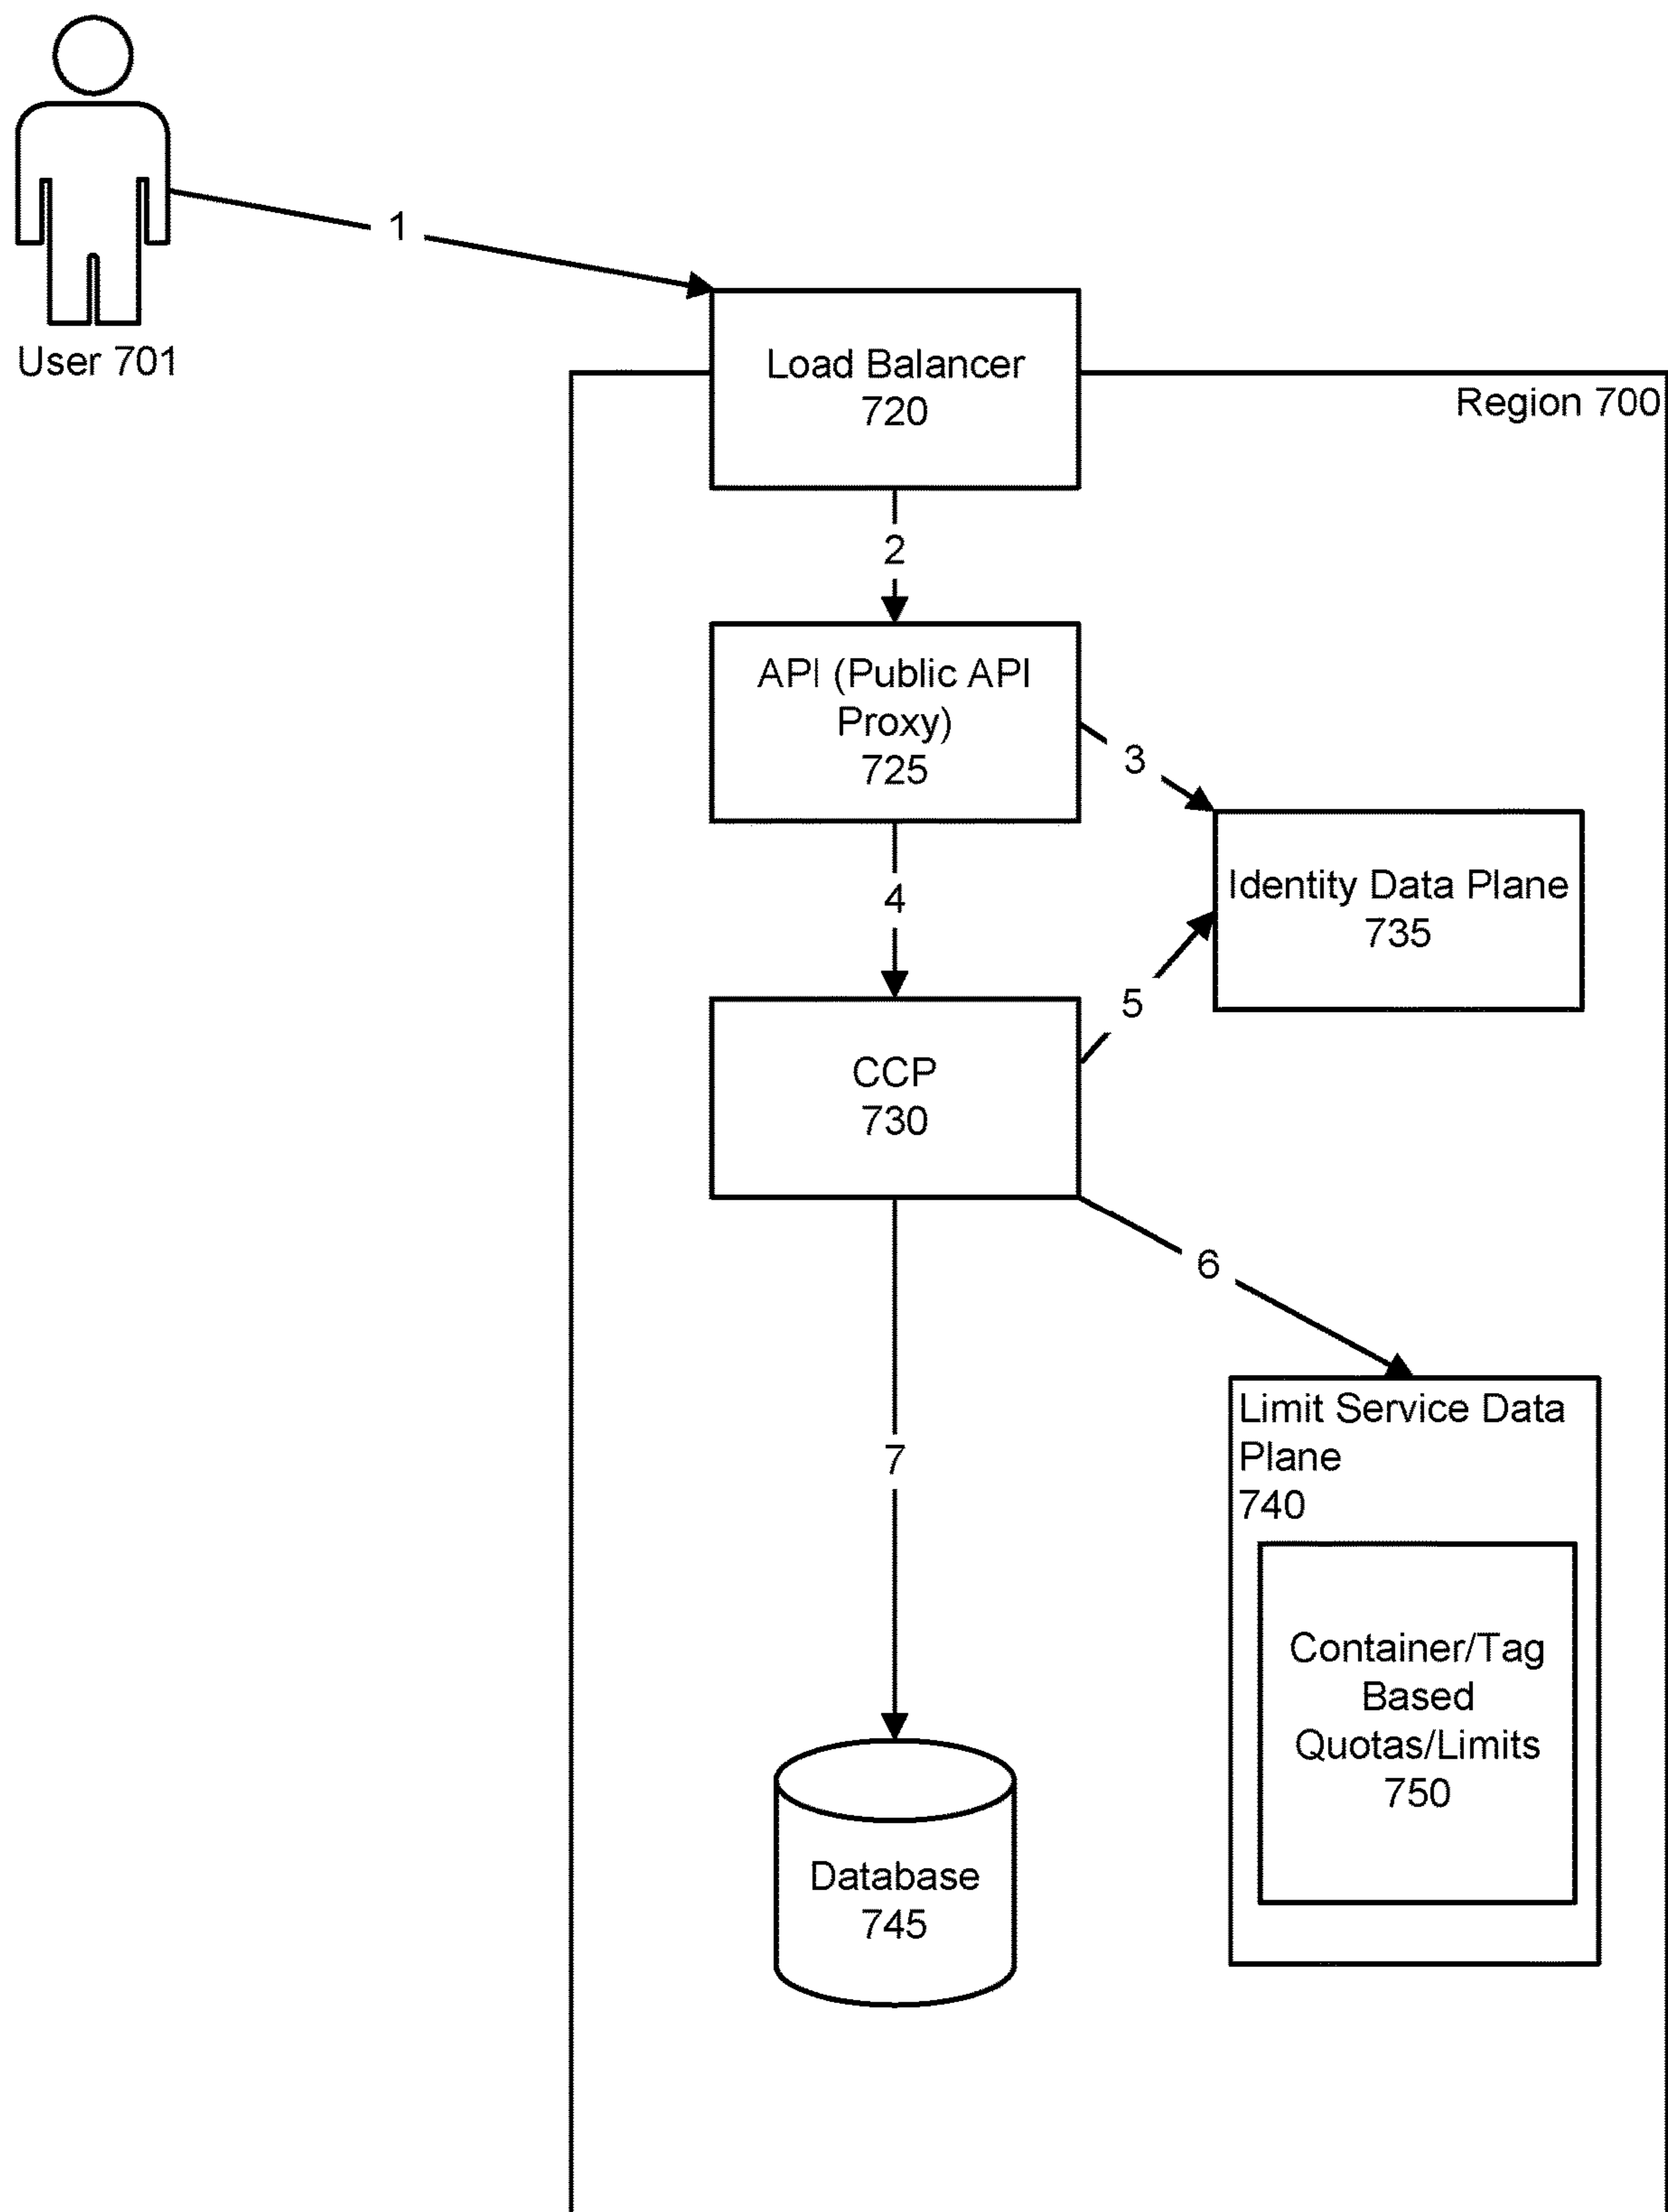 User 701
1
Load Balancer
720
Region 700
2
API (Public API
Proxy)
725
3
4
Identity Data Plane
735
5
CCP
730
6
7
Limit Service Data
Plane
740
Container/Tag
Based
Quotas/Limits
750
Database
745